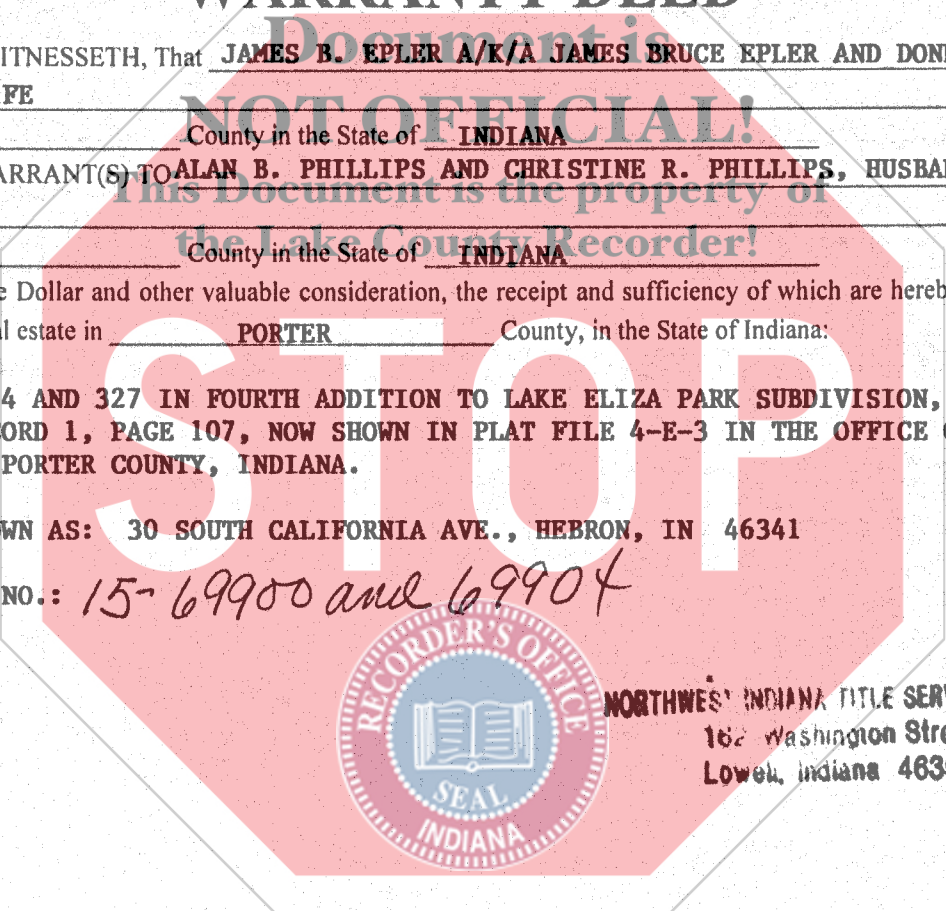 WARRANTY DEED
Document is
ITNESSETH, That JAMES B. EPLER A/K/A JAMES BRUCE EPLER AND DON
FE
NOT OFFICIAL!
County in the State of INDIANA
ARRANT(S) TO ALAN B. PHILLIPS AND CHRISTINE R. PHILLIPS, HUSBA
This Document is the property of
the Lake County Recorder!
County in the State of INDIANA
e Dollar and other valuable consideration, the receipt and sufficiency of which are hereb
l estate in PORTER County, in the State of Indiana:
STOP
4 AND 327 IN FOURTH ADDITION TO LAKE ELIZA PARK SUBDIVISION,
ORD 1, PAGE 107, NOW SHOWN IN PLAT FILE 4-E-3 IN THE OFFICE
PORTER COUNTY, INDIANA.
WN AS: 30 SOUTH CALIFORNIA AVE., HEBRON, IN 46341
NO.: 15-69900 and 69904
RECORDER'S OFFICE
SEAL
INDIANA
NORTHWEST INDIANA TITLE SER
162 Washington Stre
Lowell, Indiana 463